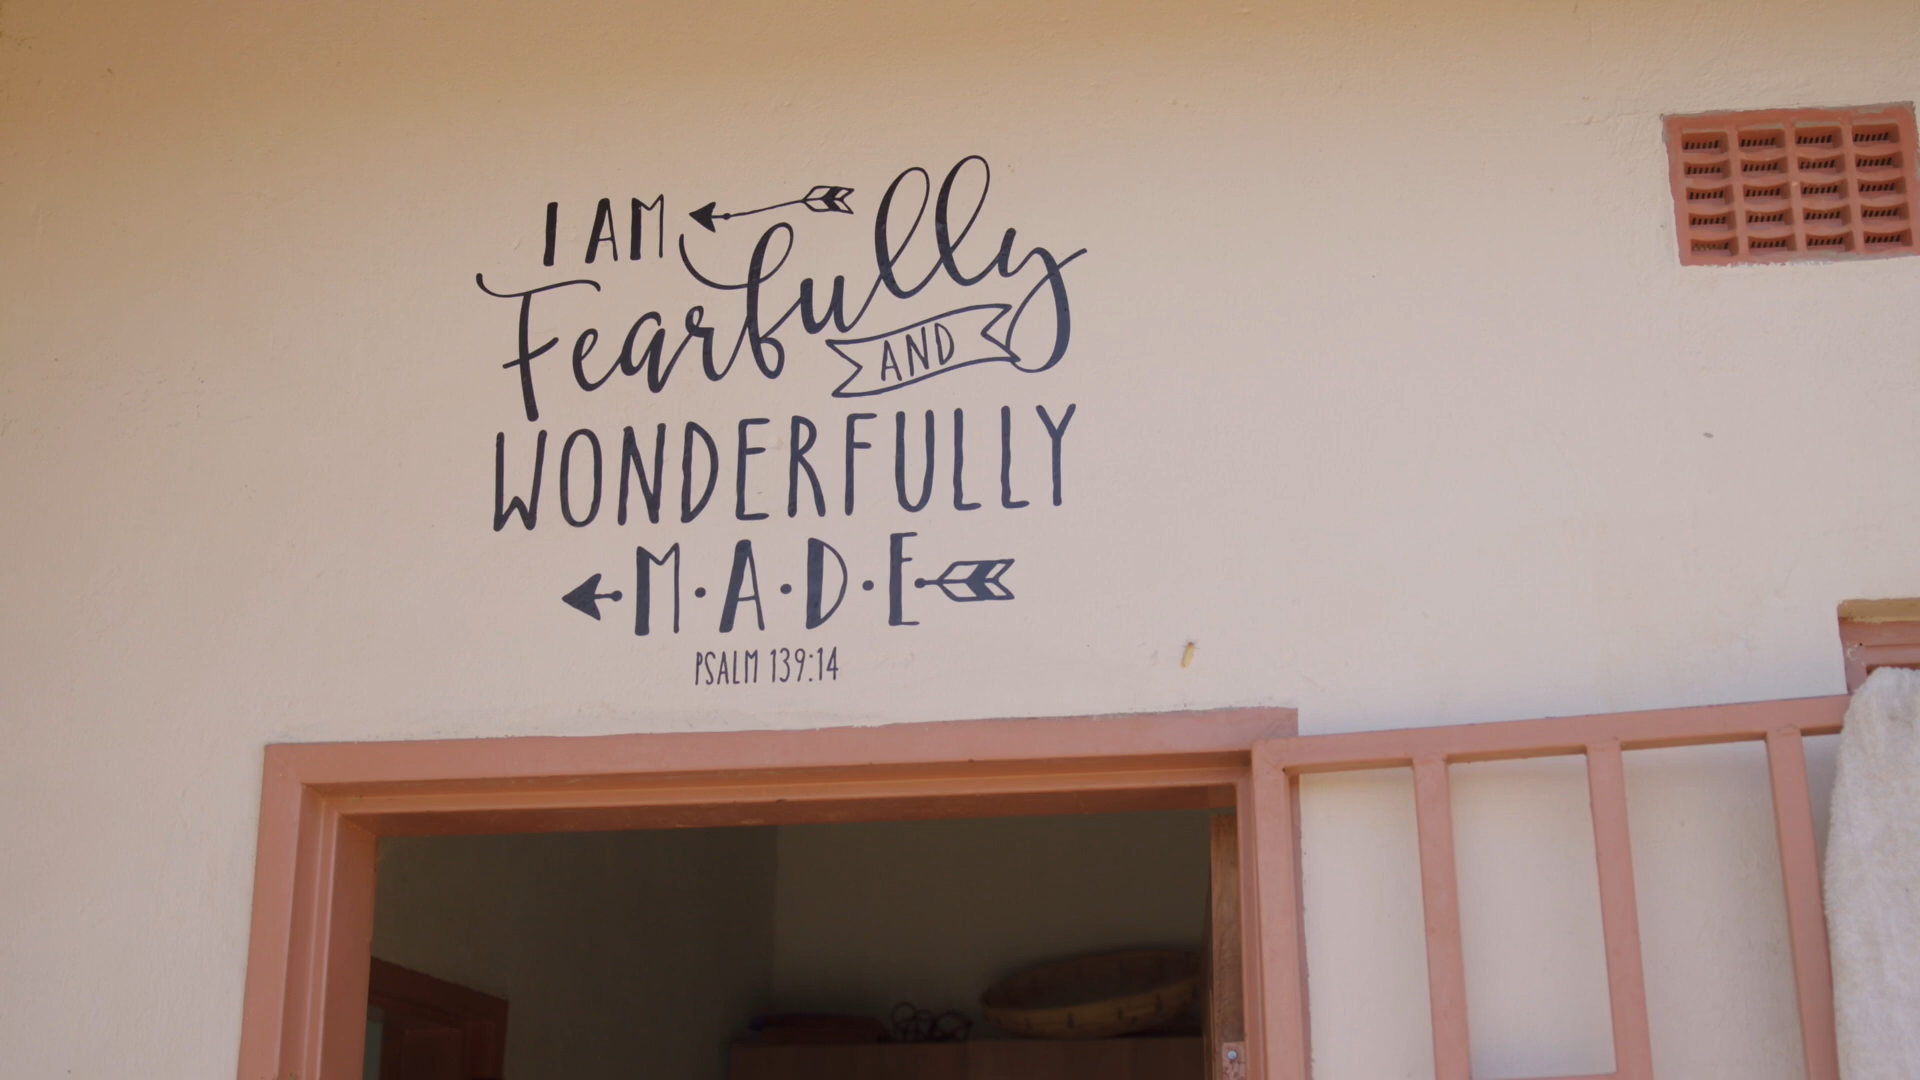 I AM
Fearfully
AND
WONDERFULLY
M·A·D·E
PSALM 139:14